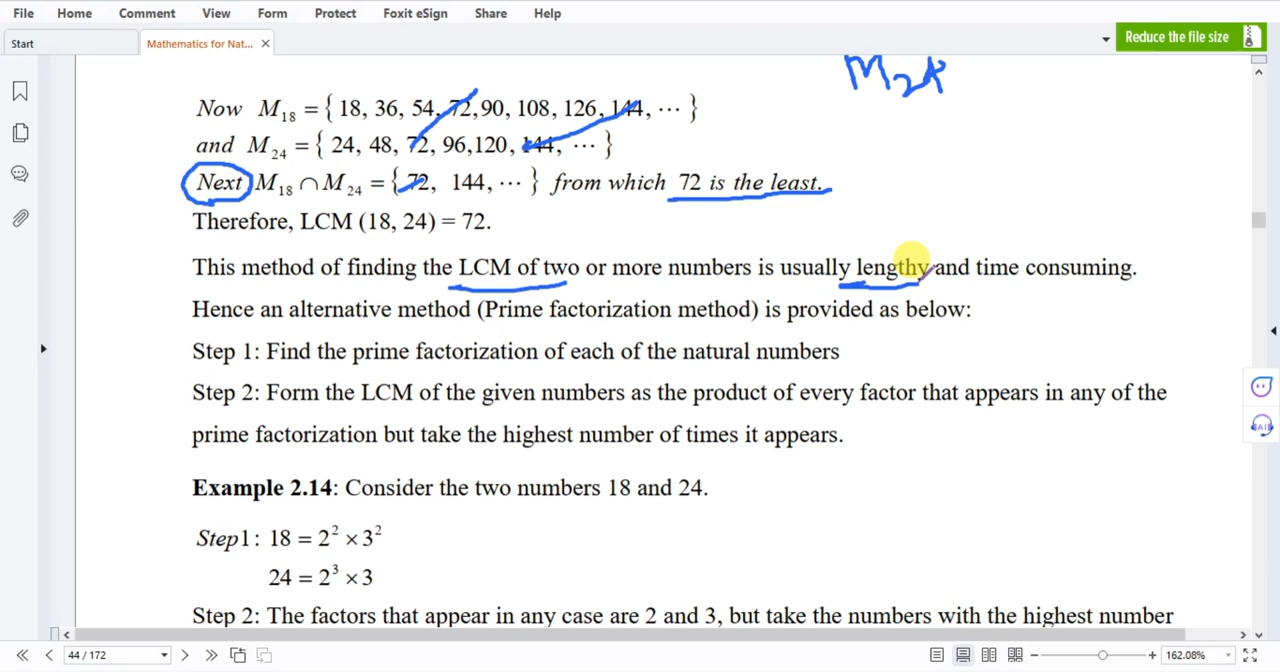 File Home Comment View Form Protect Foxit eSign Share Help
Start Mathematics for Nat... × Reduce the file size
M24
Now M₁₈ = { 18, 36, 54, 72, 90, 108, 126, 144, ⋯ }
and M₂₄ = { 24, 48, 72, 96,120, 144, ⋯ }
Next M₁₈ ∩ M₂₄ = { 72, 144, ⋯ } from which 72 is the least.
Therefore, LCM (18, 24) = 72.
This method of finding the LCM of two or more numbers is usually lengthy and time consuming.
Hence an alternative method (Prime factorization method) is provided as below:
Step 1: Find the prime factorization of each of the natural numbers
Step 2: Form the LCM of the given numbers as the product of every factor that appears in any of the
prime factorization but take the highest number of times it appears.
Example 2.14: Consider the two numbers 18 and 24.
Step1: 18 = 2² × 3²
24 = 2³ × 3
Step 2: The factors that appear in any case are 2 and 3, but take the numbers with the highest number
44 / 172 162.08%